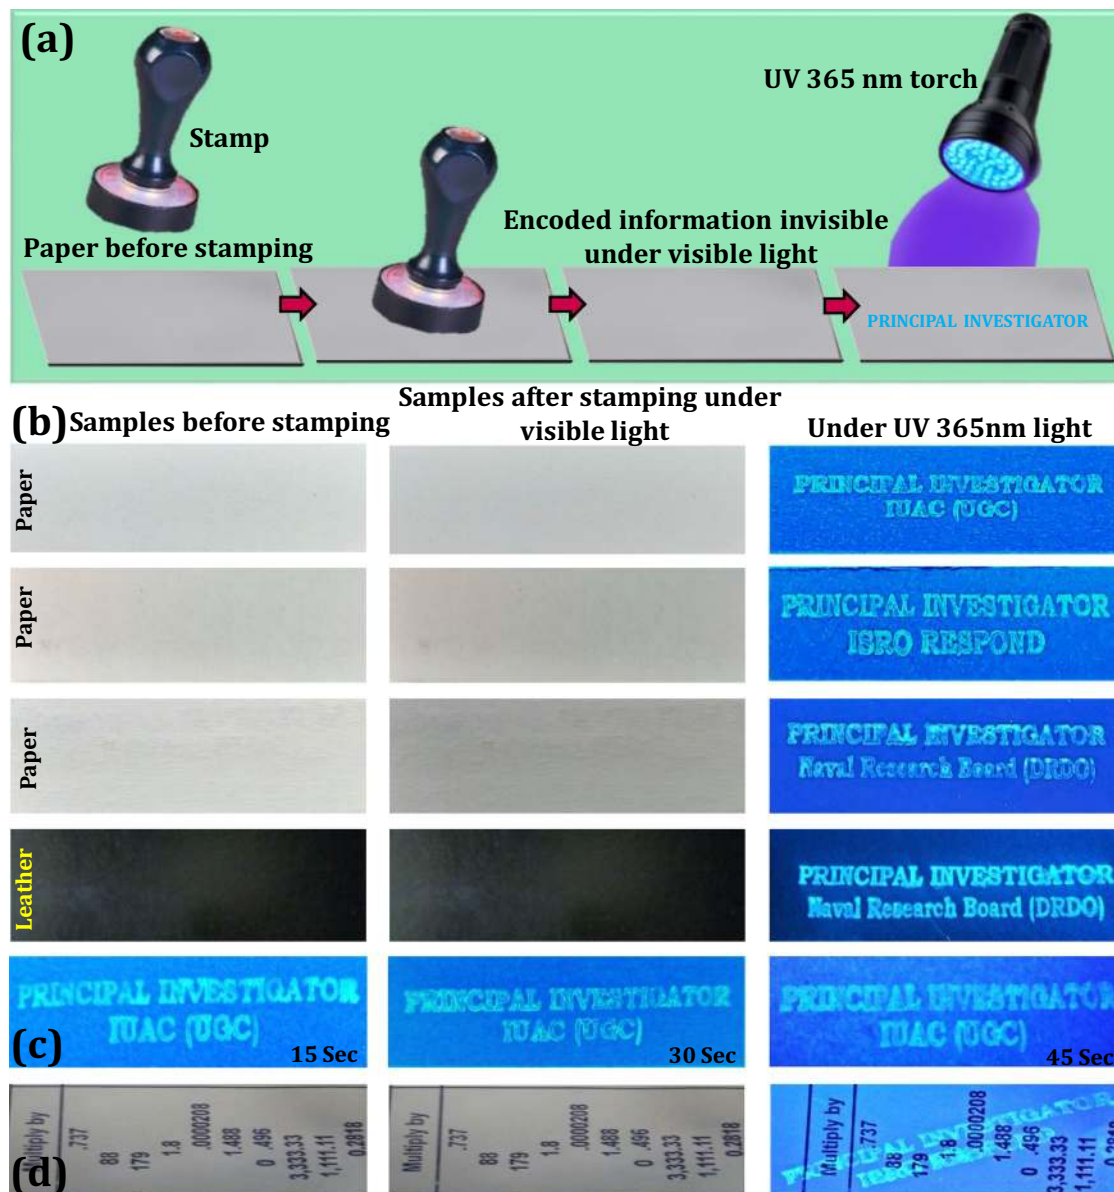 (a)
Stamp
UV 365 nm torch
Paper before stamping
Encoded information invisible
under visible light
PRINCIPAL INVESTIGATOR
(b)
Samples before stamping
Samples after stamping under
visible light
Under UV 365nm light
Paper
PRINCIPAL INVESTIGATOR
IUAC (UGC)
Paper
PRINCIPAL INVESTIGATOR
ISRO RESPOND
Paper
PRINCIPAL INVESTIGATOR
Naval Research Board (DRDO)
Leather
PRINCIPAL INVESTIGATOR
Naval Research Board (DRDO)
(c)
PRINCIPAL INVESTIGATOR
IUAC (UGC)
15 Sec
PRINCIPAL INVESTIGATOR
IUAC (UGC)
30 Sec
PRINCIPAL INVESTIGATOR
IUAC (UGC)
45 Sec
(d)
Multiply by
.737
88
179
1.8
.0000208
1.488
0 .496
3,333.33
1,111.11
0.2818
Multiply by
.737
88
179
1.8
.0000208
1.488
0 .496
3,333.33
1,111.11
0.2818
Multiply by
.737
88
179
1.8
.0000208
1.488
0 .496
3,333.33
1,111.11
0.2818
PRINCIPAL INVESTIGATOR